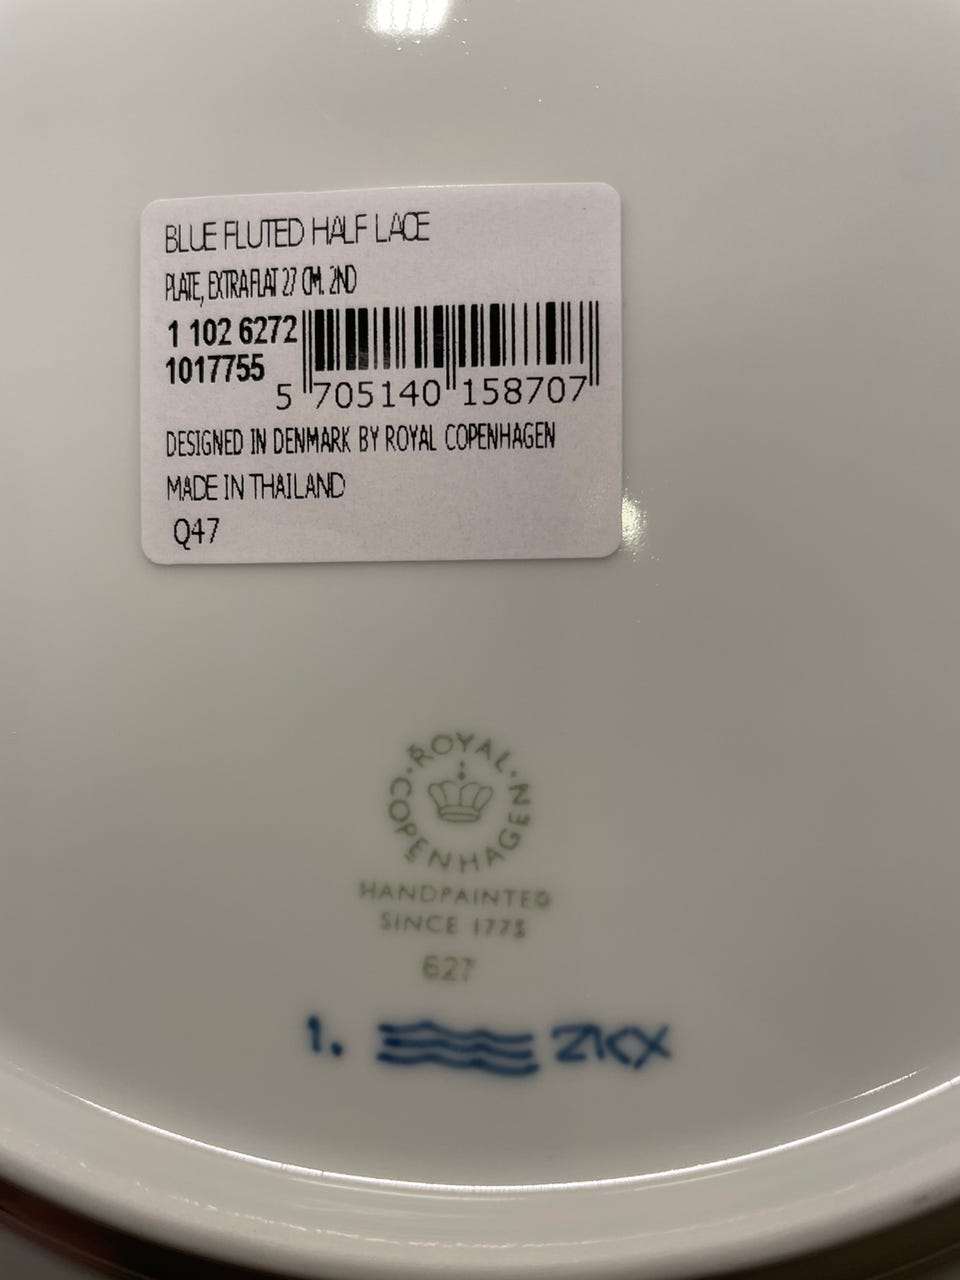 BLUE FLUTED HALF LACE
PLATE, EXTRA FLAT 27 CM. 2ND
1 102 6272
1017755
5 705140 158707
DESIGNED IN DENMARK BY ROYAL COPENHAGEN
MADE IN THAILAND
Q47
ROYAL COPENHAGEN
HANDPAINTED
SINCE 1775
627
1. ZKX